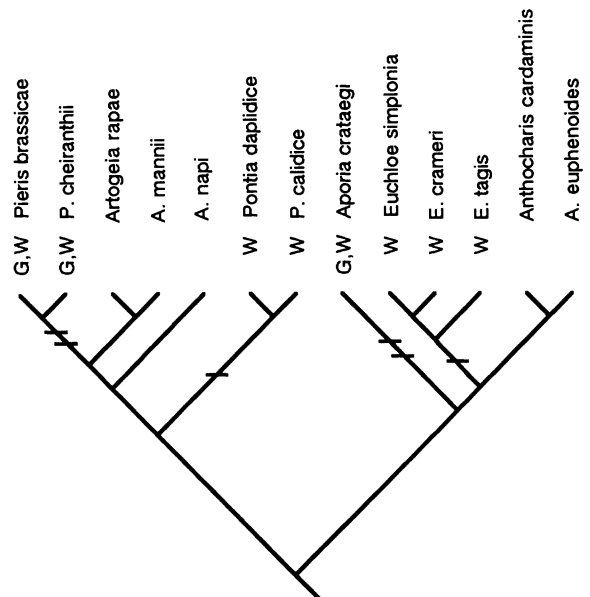 G,W Pieris brassicae
G,W P. cheiranthii
Artogeia rapae
A. mannii
A. napi
W Pontia daplidice
W P. calidice
G,W Aporia crataegi
W Euchloe simplonia
W E. crameri
W E. tagis
Anthocharis cardaminis
A. euphenoides